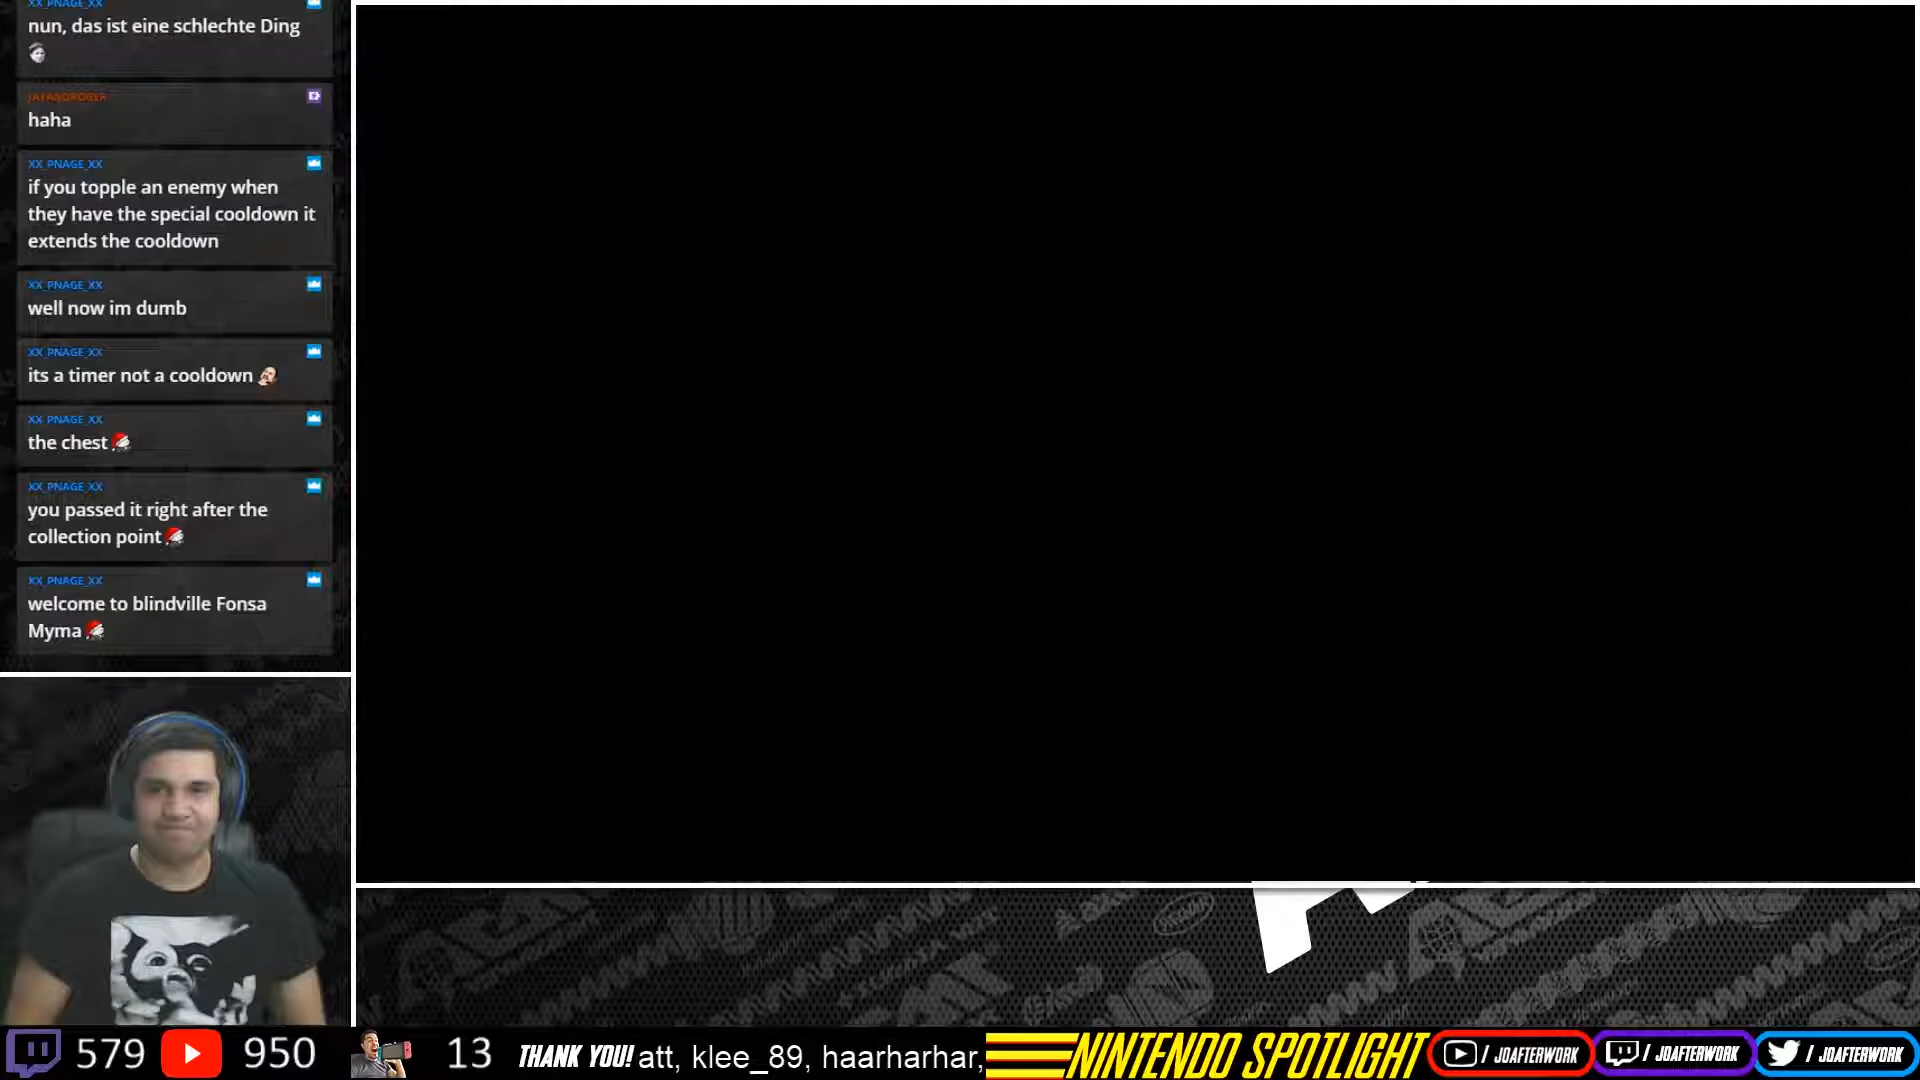 XX_PNAGE_XX
nun, das ist eine schlechte Ding
haha
XX_PNAGE_XX
if you topple an enemy when
they have the special cooldown it
extends the cooldown
XX_PNAGE_XX
well now im dumb
XX_PNAGE_XX
its a timer not a cooldown
XX_PNAGE_XX
the chest
XX_PNAGE_XX
you passed it right after the
collection point
XX_PNAGE_XX
welcome to blindville Fonsa
Myma
579 950 13 THANK YOU! att, klee_89, haarharhar, NINTENDO SPOTLIGHT / JOAFTERWORK / JOAFTERWORK / JOAFTERWORK